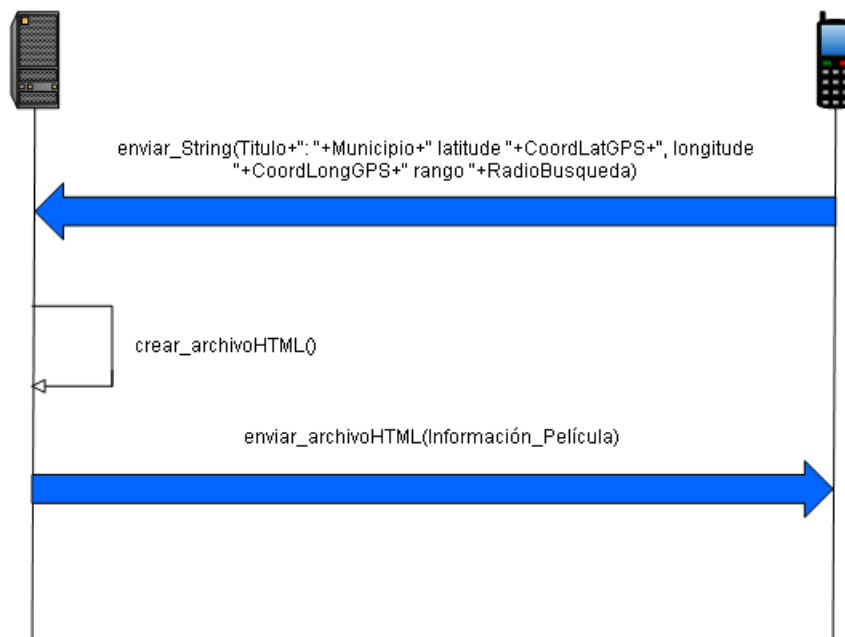 enviar_String(Titulo+": "+Municipio+" latitude "+CoordLatGPS+", longitude
"+CoordLongGPS+" rango "+RadioBusqueda)
crear_archivoHTML()
enviar_archivoHTML(Información_Película)